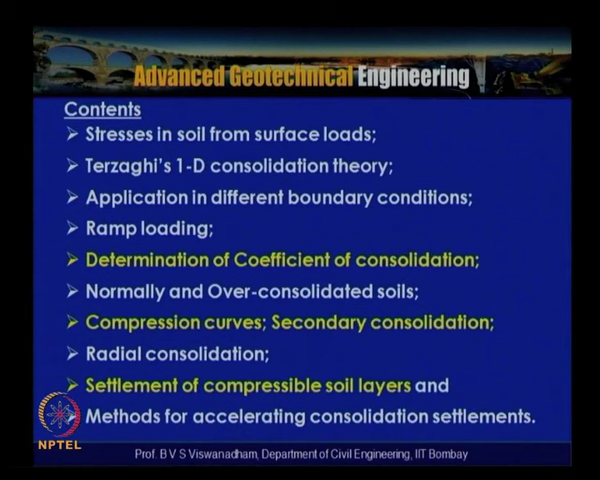 Advanced Geotechnical Engineering
Contents
➤ Stresses in soil from surface loads;
➤ Terzaghi's 1-D consolidation theory;
➤ Application in different boundary conditions;
➤ Ramp loading;
➤ Determination of Coefficient of consolidation;
➤ Normally and Over-consolidated soils;
➤ Compression curves; Secondary consolidation;
➤ Radial consolidation;
➤ Settlement of compressible soil layers and
➤ Methods for accelerating consolidation settlements.
NPTEL
Prof. B V S Viswanadham, Department of Civil Engineering, IIT Bombay